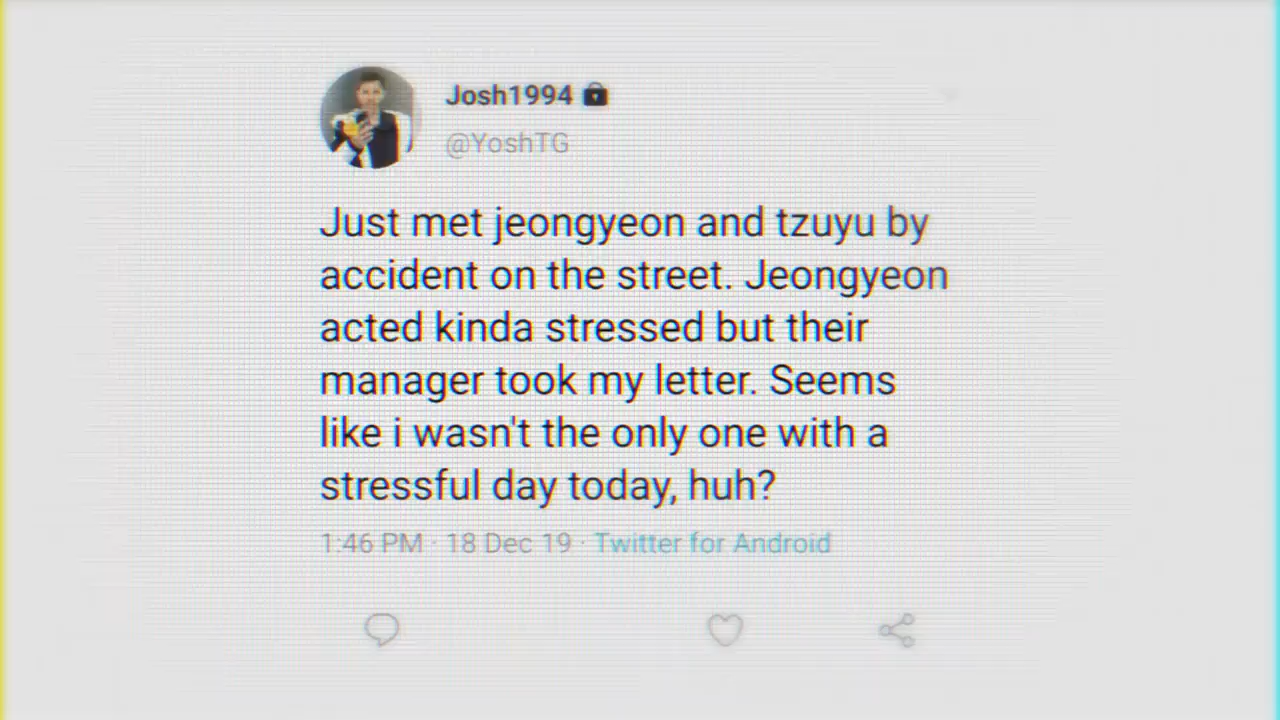 Josh1994
@YoshTG
Just met jeongyeon and tzuyu by
accident on the street. Jeongyeon
acted kinda stressed but their
manager took my letter. Seems
like i wasn't the only one with a
stressful day today, huh?
1:46 PM · 18 Dec 19 · Twitter for Android